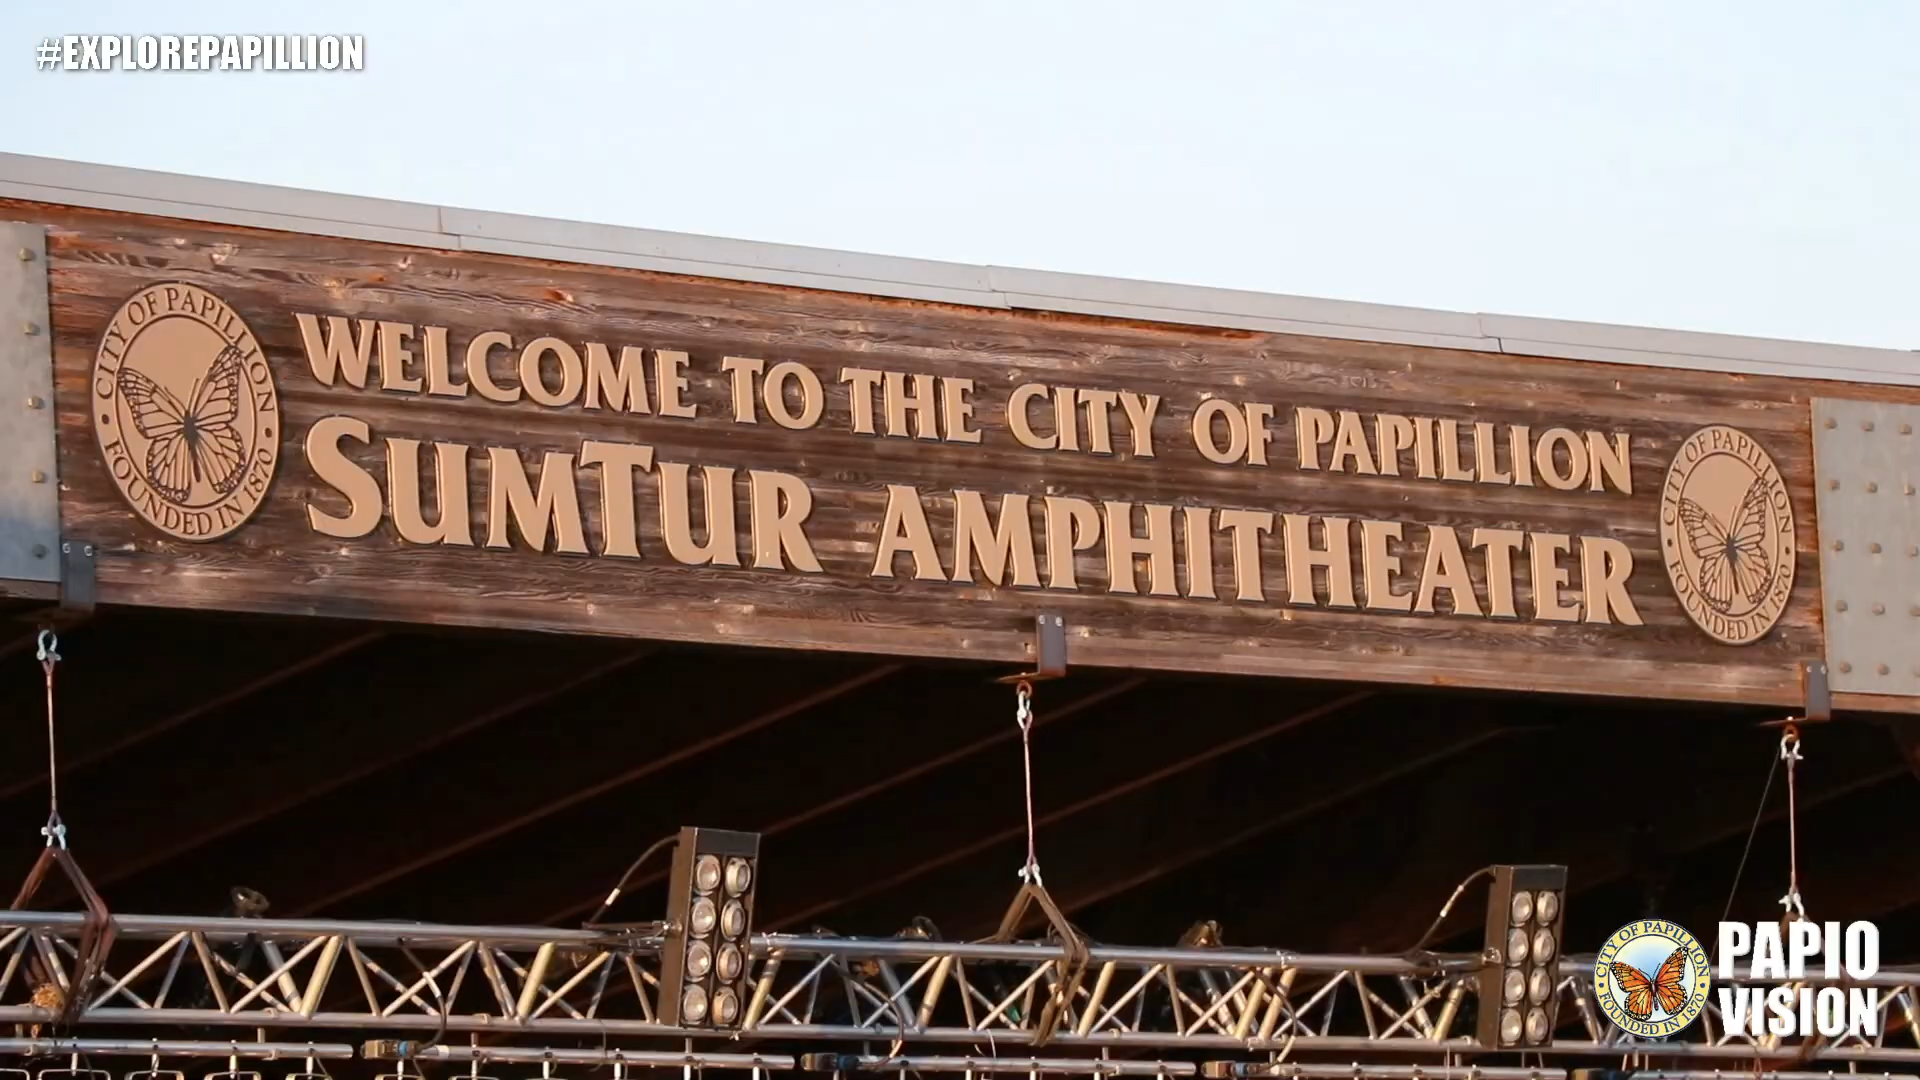 #EXPLOREPAPILLION
CITY OF PAPILLION
FOUNDED IN 1870
WELCOME TO THE CITY OF PAPILLION
SUMTUR AMPHITHEATER
CITY OF PAPILLION
FOUNDED IN 1870
CITY OF PAPILLION
FOUNDED IN 1870
PAPIO
VISION